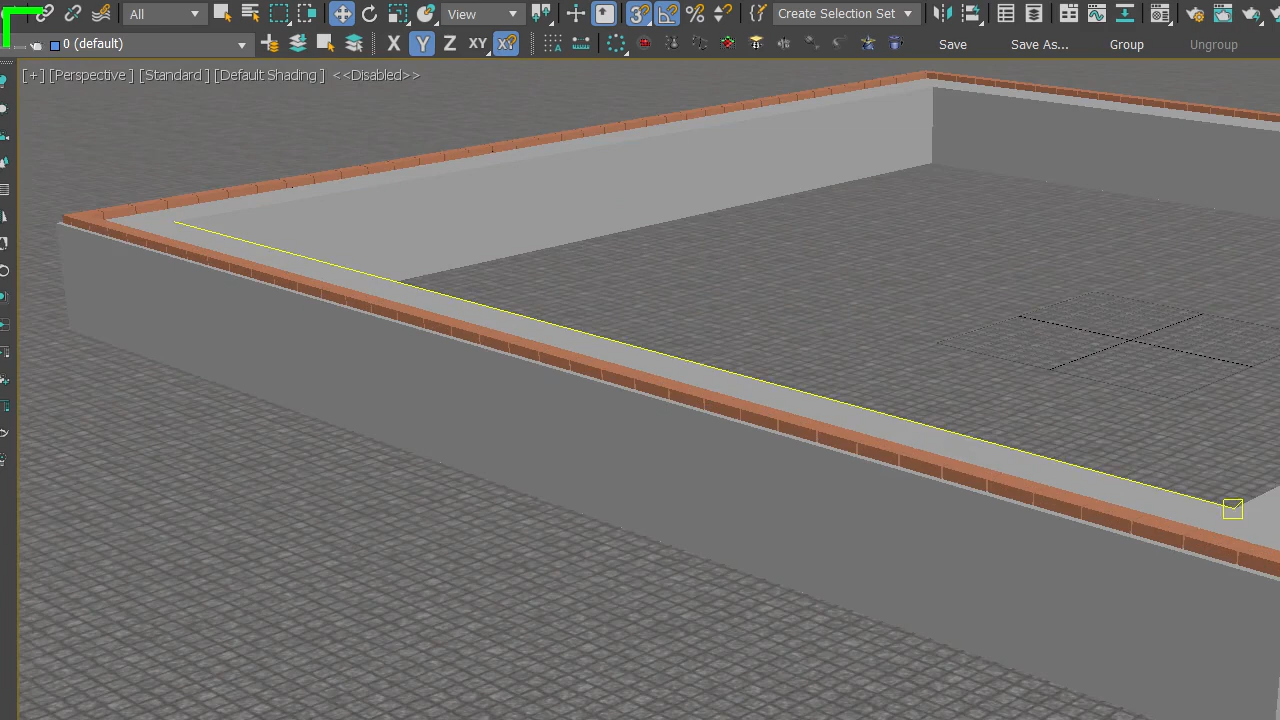 All View 3 % Create Selection Set
0 (default) X Y Z XY XY Save Save As... Group Ungroup
[+] [Perspective ] [Standard ] [Default Shading ] <<Disabled>>